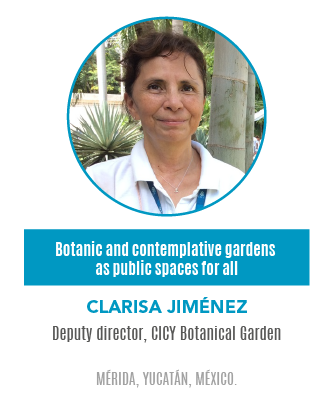 Botanic and contemplative gardens
as public spaces for all
CLARISA JIMÉNEZ
Deputy director, CICY Botanical Garden
MÉRIDA, YUCATÁN, MÉXICO.